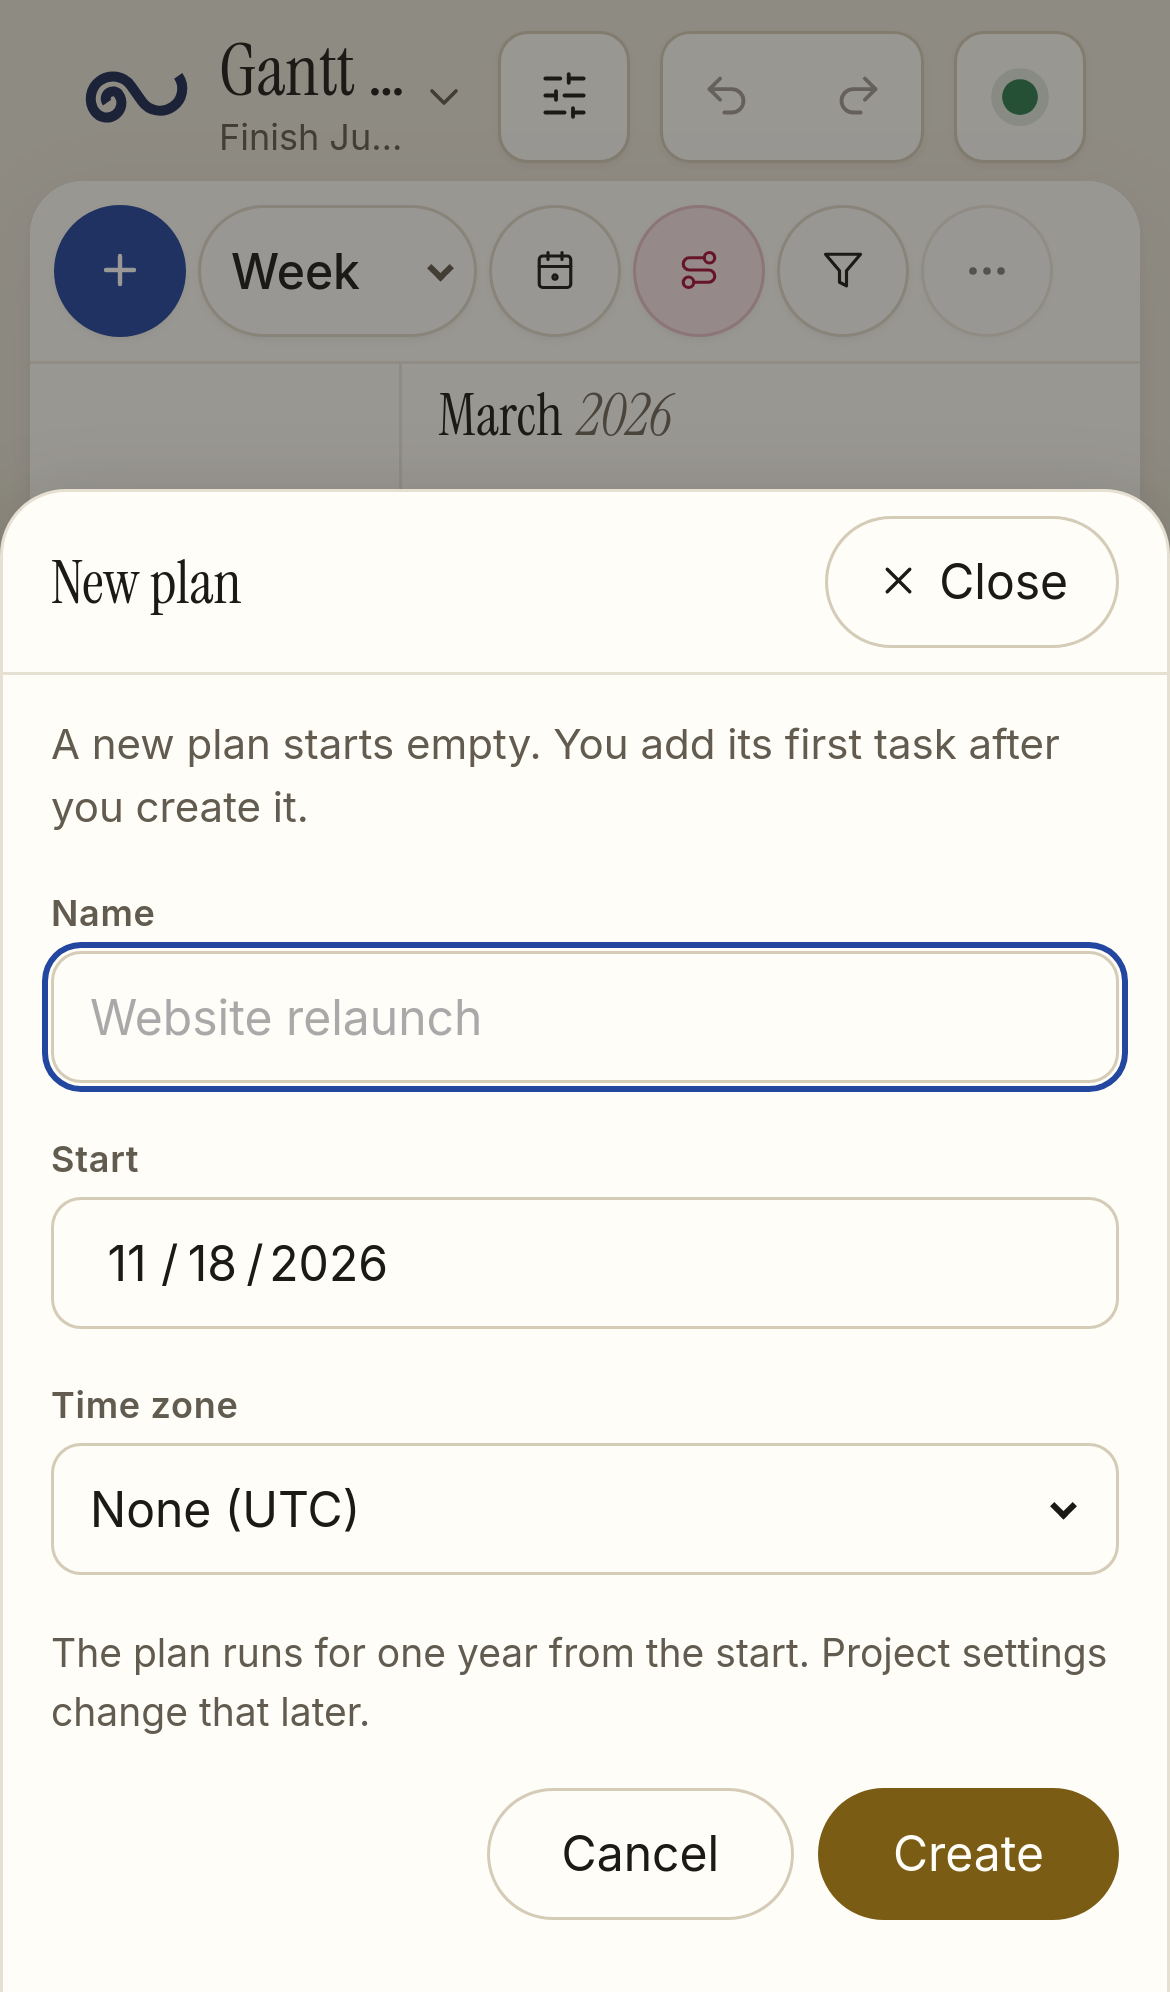 Gantt ...
Finish Ju...
Week
March 2026
New plan
Close
A new plan starts empty. You add its first task after
you create it.
Name
Website relaunch
Start
11 / 18 / 2026
Time zone
None (UTC)
The plan runs for one year from the start. Project settings
change that later.
Cancel
Create